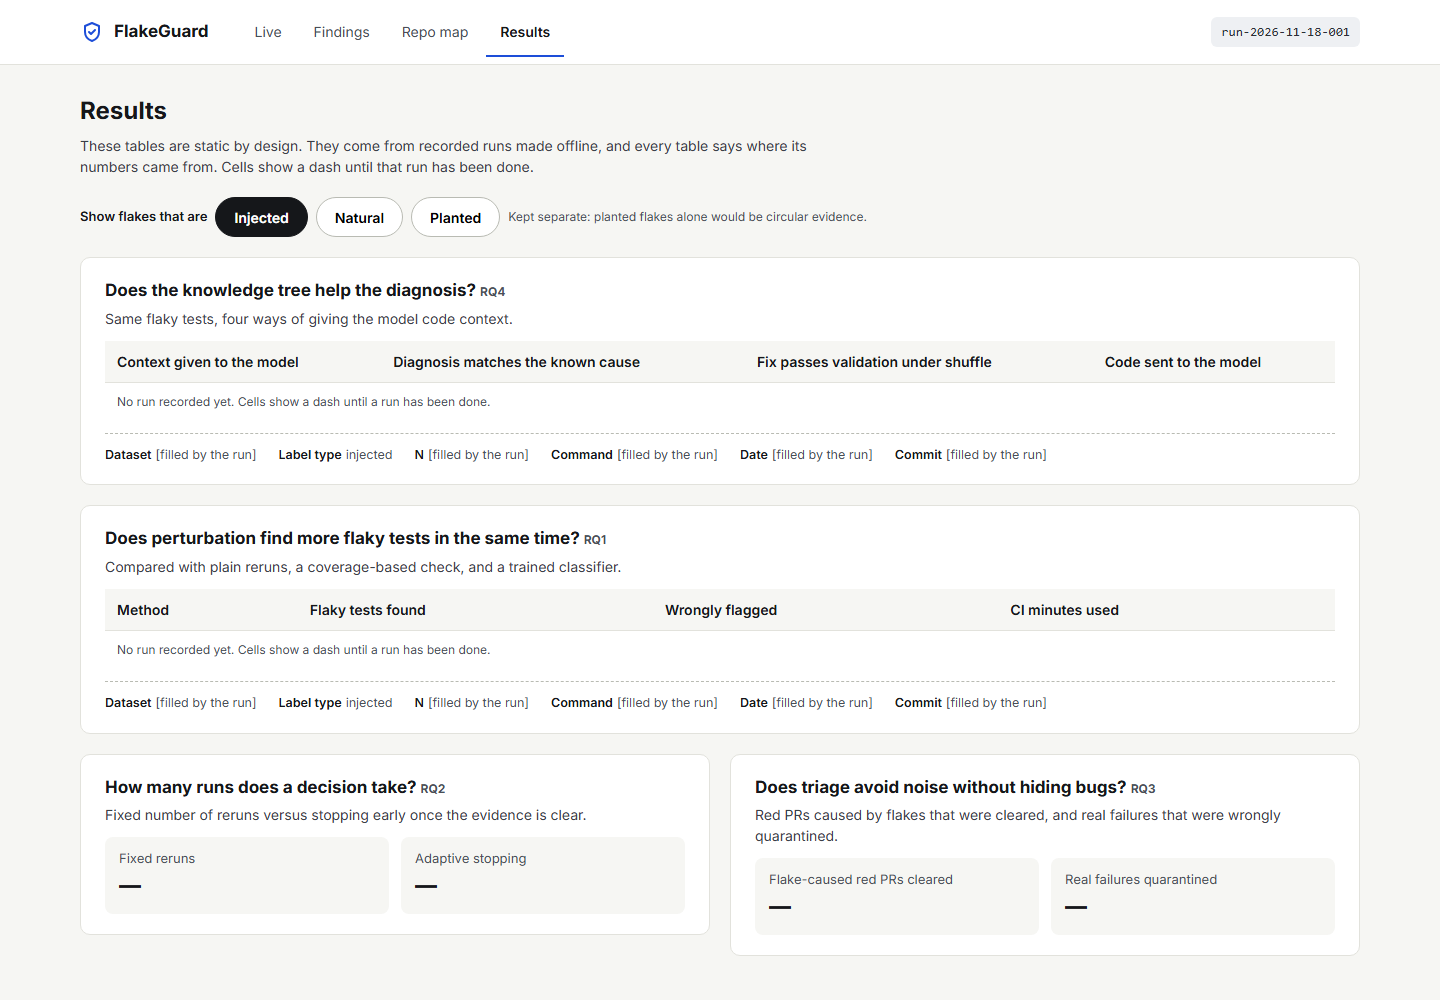 FlakeGuard
Live
Findings
Repo map
Results
run-2026-11-18-001
Results
These tables are static by design. They come from recorded runs made offline, and every table says where its
numbers came from. Cells show a dash until that run has been done.
Show flakes that are
Injected
Natural
Planted
Kept separate: planted flakes alone would be circular evidence.
Does the knowledge tree help the diagnosis? RQ4
Same flaky tests, four ways of giving the model code context.
Context given to the model
Diagnosis matches the known cause
Fix passes validation under shuffle
Code sent to the model
No run recorded yet. Cells show a dash until a run has been done.
Dataset [filled by the run]
Label type injected
N [filled by the run]
Command [filled by the run]
Date [filled by the run]
Commit [filled by the run]
Does perturbation find more flaky tests in the same time? RQ1
Compared with plain reruns, a coverage-based check, and a trained classifier.
Method
Flaky tests found
Wrongly flagged
CI minutes used
No run recorded yet. Cells show a dash until a run has been done.
Dataset [filled by the run]
Label type injected
N [filled by the run]
Command [filled by the run]
Date [filled by the run]
Commit [filled by the run]
How many runs does a decision take? RQ2
Fixed number of reruns versus stopping early once the evidence is clear.
Fixed reruns
—
Adaptive stopping
—
Does triage avoid noise without hiding bugs? RQ3
Red PRs caused by flakes that were cleared, and real failures that were wrongly
quarantined.
Flake-caused red PRs cleared
—
Real failures quarantined
—